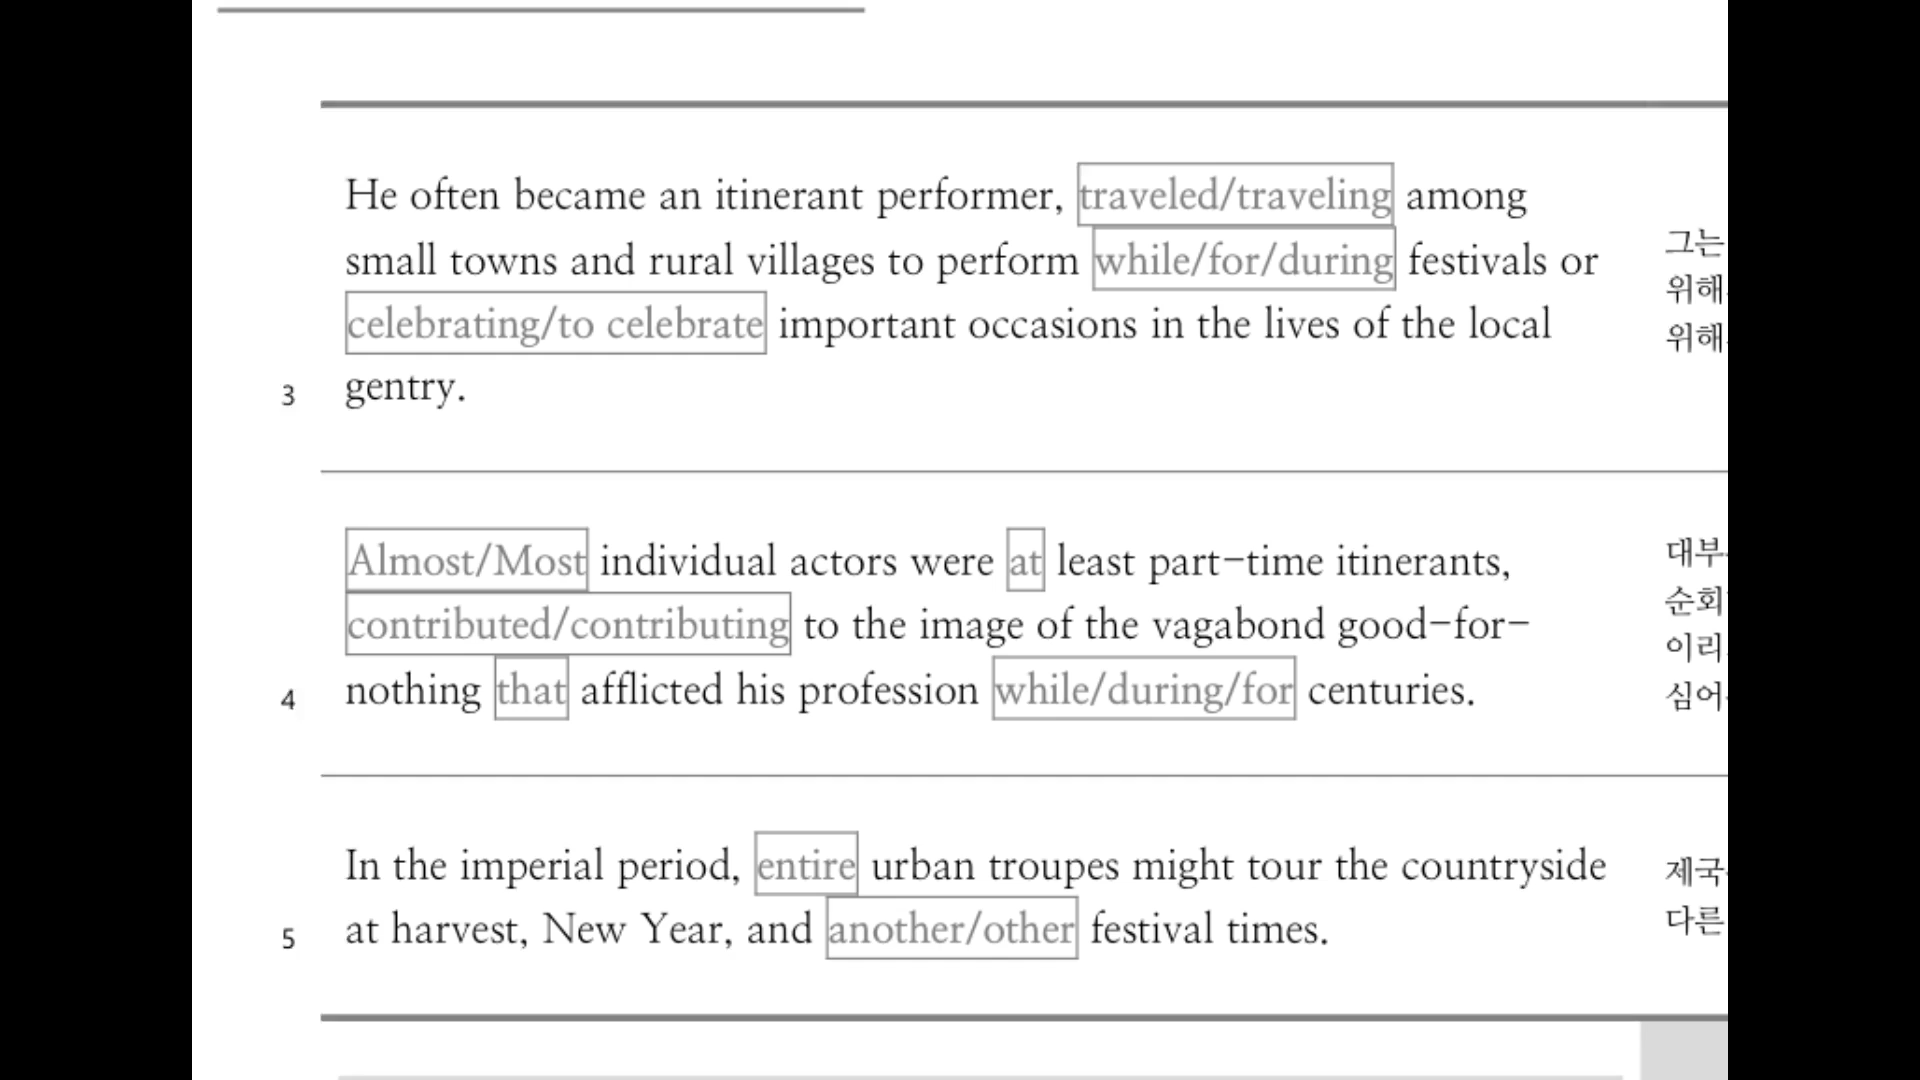 He often became an itinerant performer, traveled/traveling among
small towns and rural villages to perform while/for/during festivals or
celebrating/to celebrate important occasions in the lives of the local
3 gentry.
그는
위해
위해
Almost/Most individual actors were at least part-time itinerants,
contributed/contributing to the image of the vagabond good-for-
4 nothing that afflicted his profession while/during/for centuries.
대부
순회
이리
심어
In the imperial period, entire urban troupes might tour the countryside
5 at harvest, New Year, and another/other festival times.
제국
다른